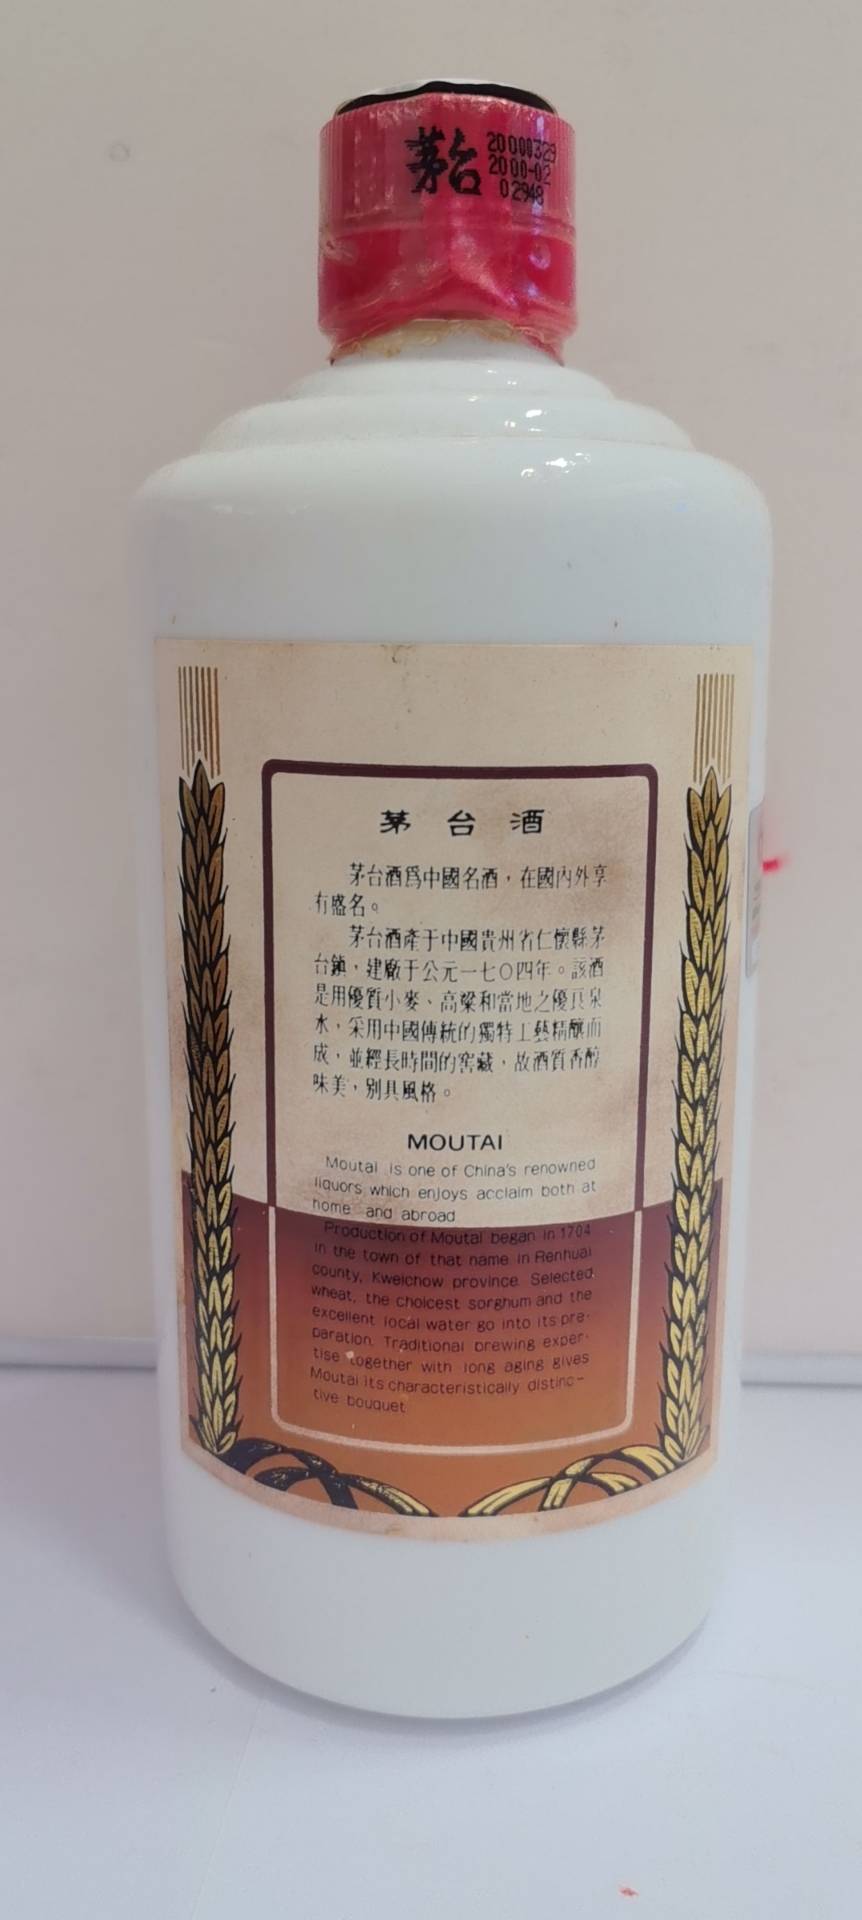 茅台
20000329
2000-02
02948
茅台酒
茅台酒爲中國名酒，在國內外享
有盛名。
茅台酒產于中國貴州省仁懷縣茅
台鎮，建廠于公元一七〇四年。該酒
是用優質小麥、高粱和當地之優良泉
水，采用中國傳統的獨特工藝精釀而
成，並經長時間的窖藏，故酒質香醇
味美，別具風格。
MOUTAI
Moutai is one of China's renowned
liquors which enjoys acclaim both at
home and abroad
Production of Moutai began in 1704
in the town of that name in Renhuai
county, Kweichow province. Selected
wheat, the choicest sorghum and the
excellent local water go into its pre-
paration. Traditional brewing exper-
tise together with long aging gives
Moutai its characteristically distinc-
tive bouquet